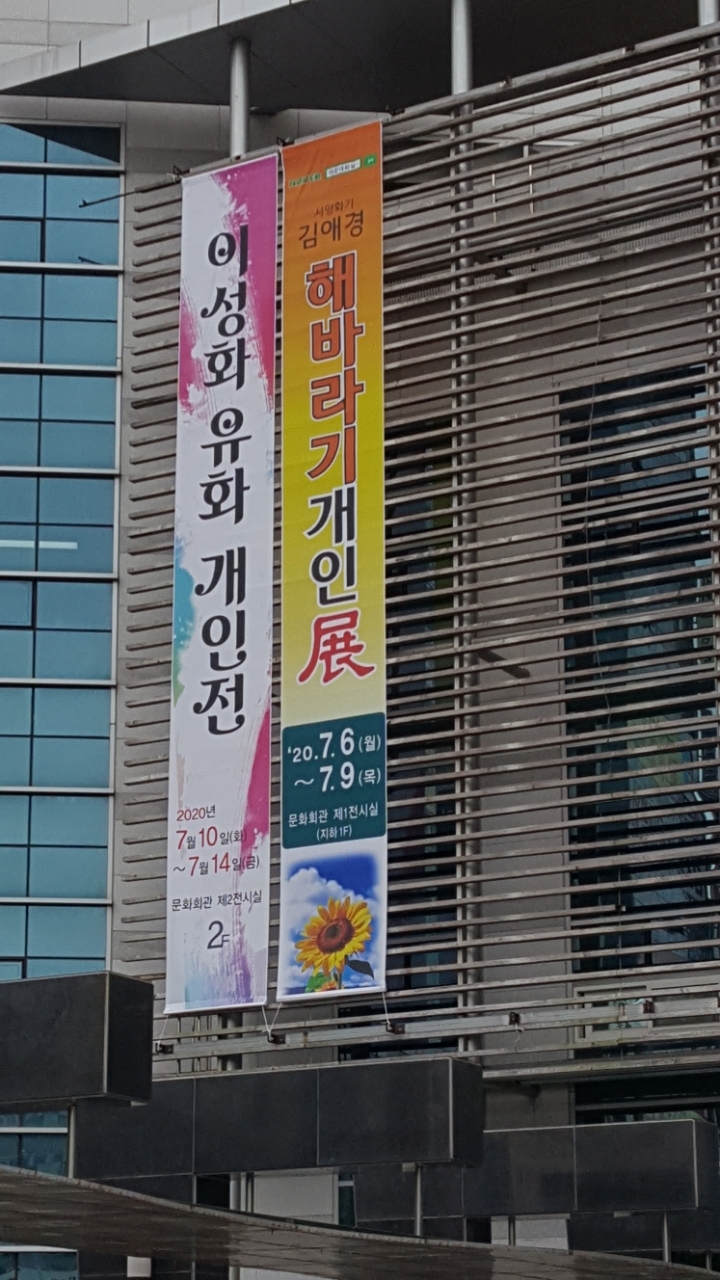 이성화 유화 개인전
2020년
7월 10일(화)
~7월 14일(금)
문화회관 제2전시실
2F
서양화가
김애경
해바라기개인展
'20. 7. 6 (월)
~ 7. 9 (목)
문화회관 제1전시실
(지하 1F)